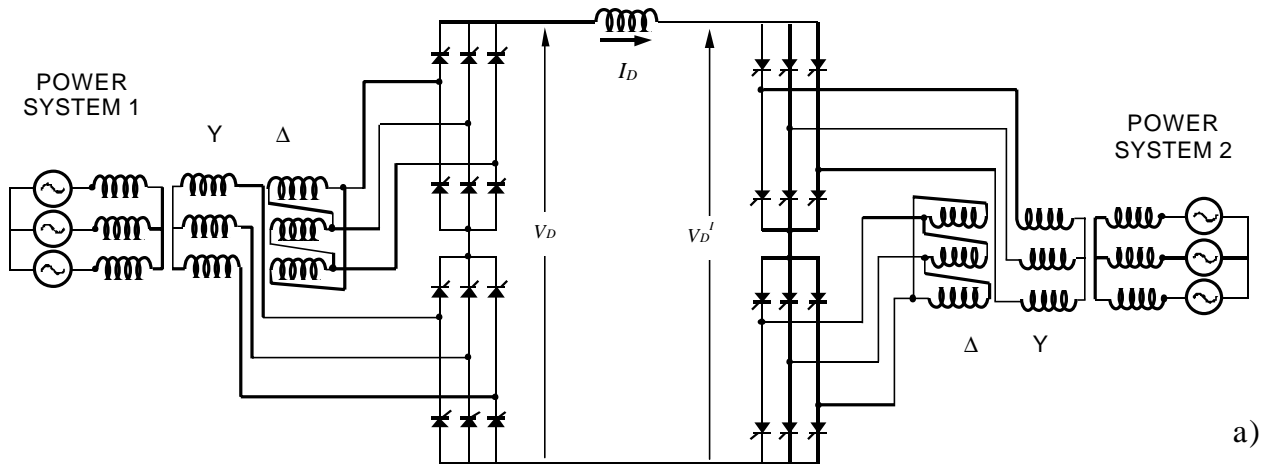 POWER
SYSTEM 1
Y Δ
V_D
I_D
V_D^I
POWER
SYSTEM 2
Δ Y
a)